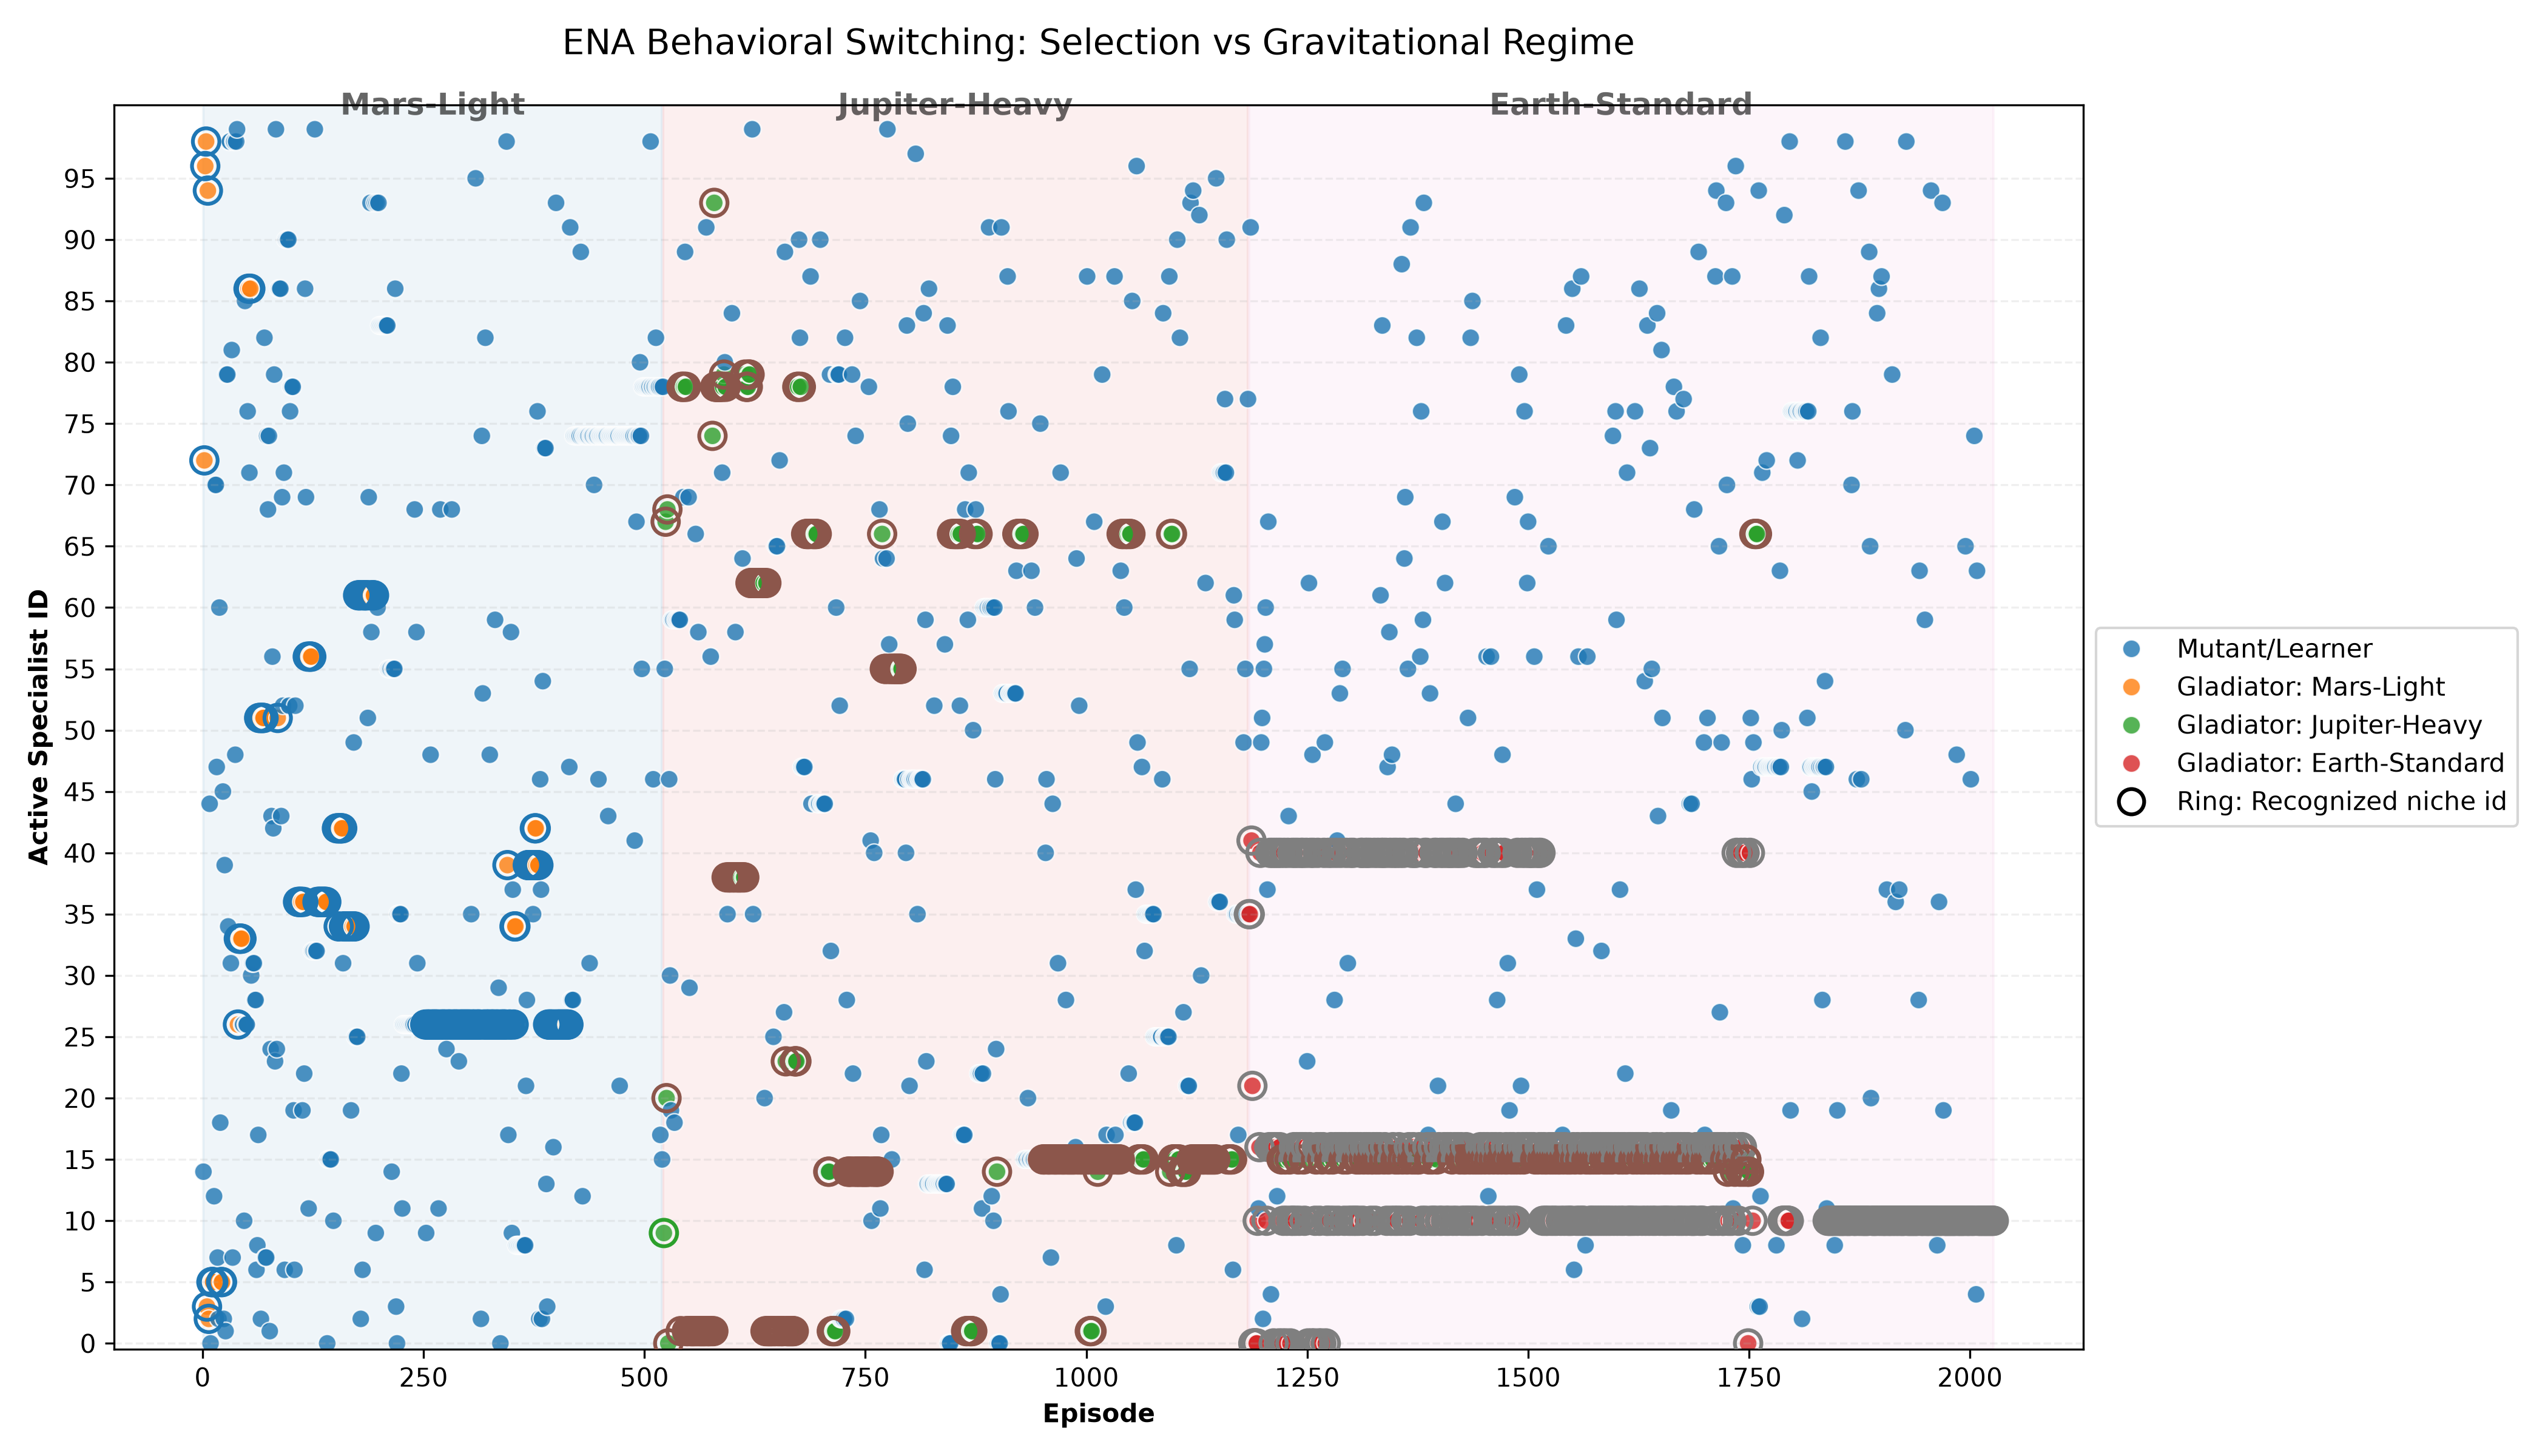 ENA Behavioral Switching: Selection vs Gravitational Regime
Mars-Light
Jupiter-Heavy
Earth-Standard
Active Specialist ID
95
90
85
80
75
70
65
60
55
50
45
40
35
30
25
20
15
10
5
0
0
250
500
750
1000
1250
1500
1750
2000
Episode
Mutant/Learner
Gladiator: Mars-Light
Gladiator: Jupiter-Heavy
Gladiator: Earth-Standard
Ring: Recognized niche id